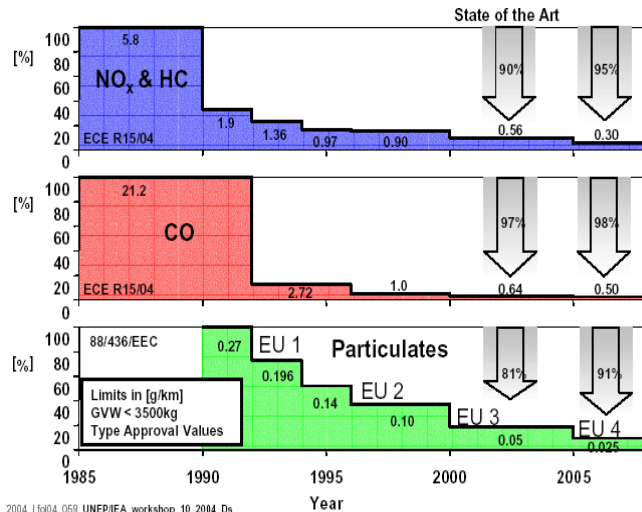 State of the Art
[%]
100
80
60
40
20
0
5.8
NOx & HC
ECE R15/04
1.9
1.36
0.97
0.90
0.56
0.30
90%
95%
[%]
100
80
60
40
20
0
21.2
CO
ECE R15/04
2.72
1.0
0.64
0.50
97%
98%
[%]
100
80
60
40
20
0
88/436/EEC
0.27
EU 1
Particulates
0.196
0.14
EU 2
0.10
EU 3
0.05
EU 4
0.025
81%
91%
Limits in [g/km]
GVW < 3500kg
Type Approval Values
1985 1990 1995 2000 2005
Year
UNEP/IEA workshop_10_2004_Ds